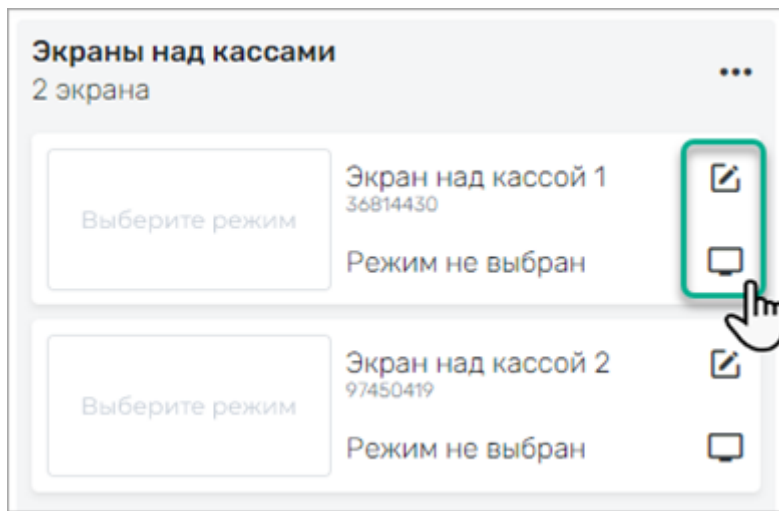 Экраны над кассами
2 экрана
Выберите режим
Экран над кассой 1
36814430
Режим не выбран
Выберите режим
Экран над кассой 2
97450419
Режим не выбран